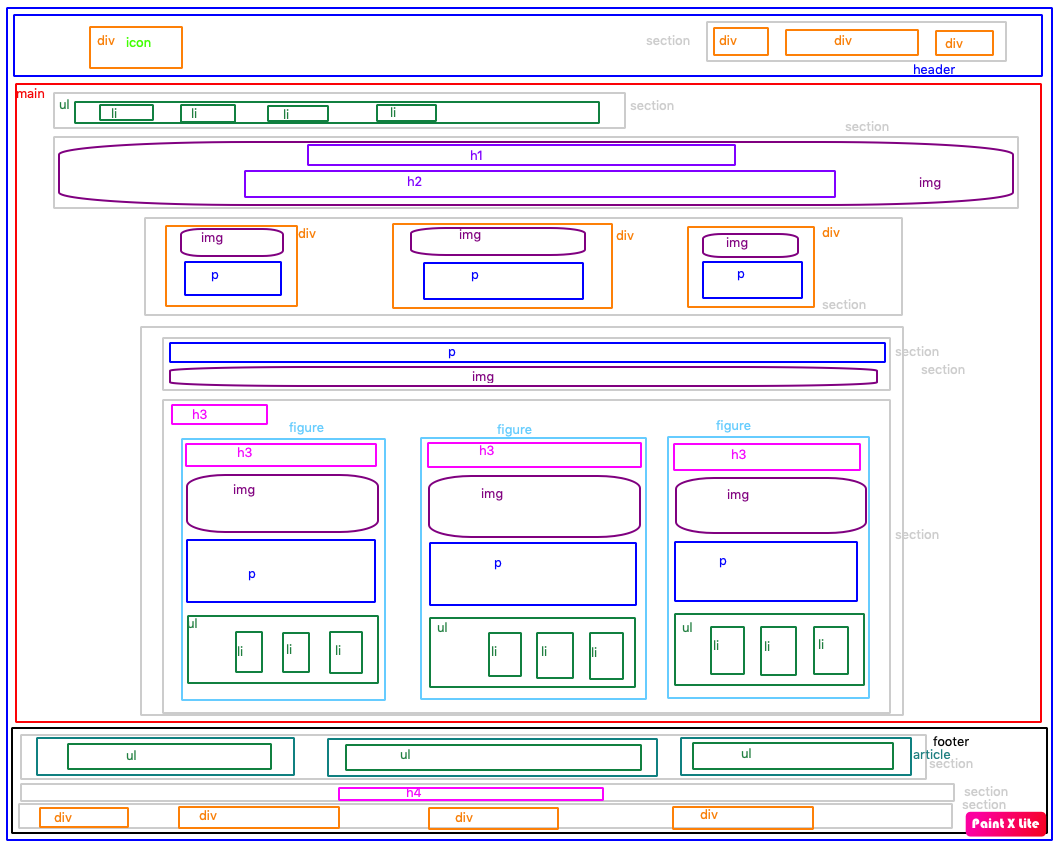 div icon
section
div
div
div
header
main
ul
li
li
li
li
section
section
h1
h2
img
img
div
img
div
img
div
p
p
p
section
p
section
img
section
h3
figure
figure
figure
h3
h3
h3
img
img
img
p
p
p
section
ul
li
li
li
ul
li
li
li
ul
li
li
li
footer
ul
ul
ul
article
section
h4
section
section
div
div
div
div
Paint X Lite